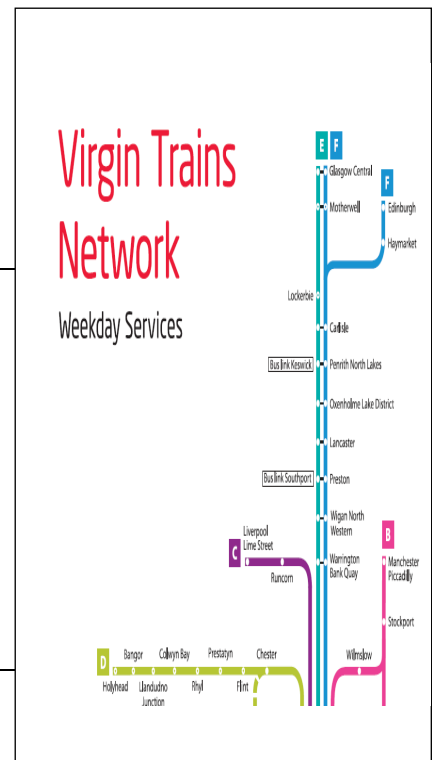 Virgin Trains
Network
Weekday Services
E F
Glasgow Central
F
Motherwell
Edinburgh
Haymarket
Lockerbie
Carlisle
Bus link Keswick
Penrith North Lakes
Oxenholme Lake District
Lancaster
Bus link Southport
Preston
Wigan North
Western
B
Liverpool
Lime Street
C
Warrington
Bank Quay
Manchester
Piccadilly
Runcorn
Stockport
D
Bangor
Colwyn Bay
Prestatyn
Chester
Wilmslow
Holyhead
Llandudno
Junction
Rhyl
Flint